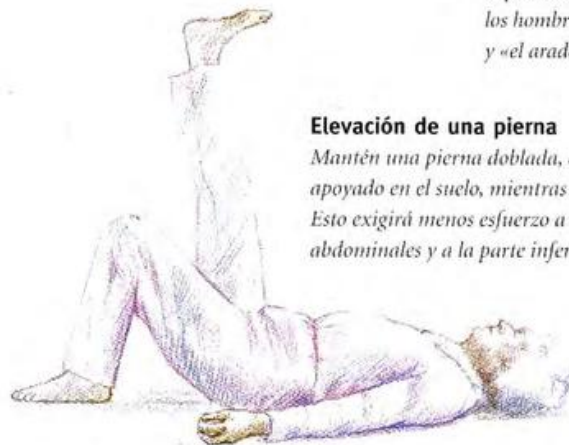 los hombr
y «el arad
Elevación de una pierna
Mantén una pierna doblada,
apoyado en el suelo, mientras
Esto exigirá menos esfuerzo a
abdominales y a la parte infer